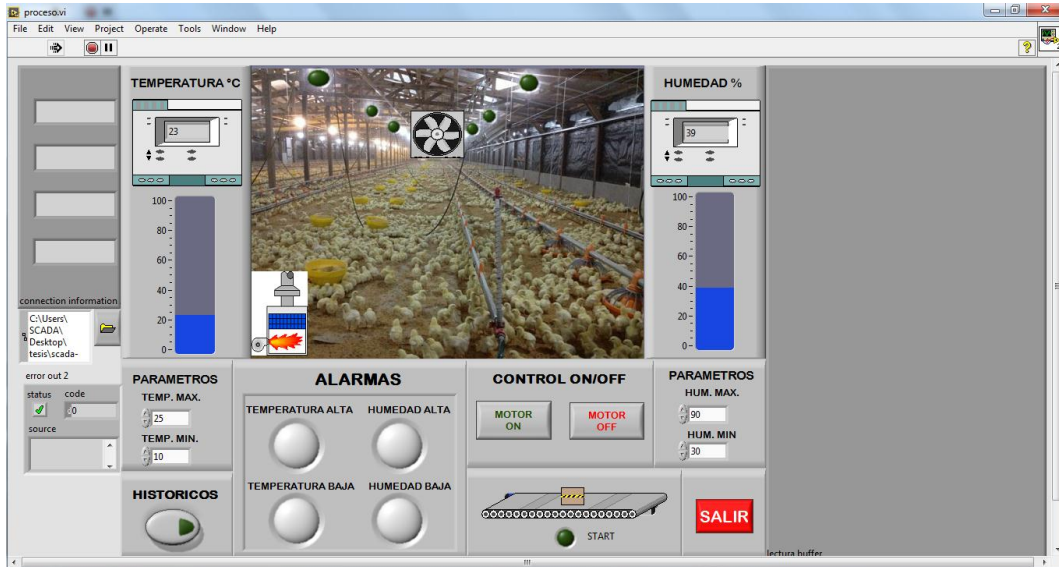 proceso.vi
File Edit View Project Operate Tools Window Help
TEMPERATURA °C
HUMEDAD %
23
39
100
80
60
40
20
0
100
80
60
40
20
0
connection information
C:\Users\
SCADA\
Desktop\
tesis\scada-
error out 2
status code
0
source
PARAMETROS
TEMP. MAX.
25
TEMP. MIN.
10
HISTORICOS
ALARMAS
TEMPERATURA ALTA HUMEDAD ALTA
TEMPERATURA BAJA HUMEDAD BAJA
CONTROL ON/OFF
MOTOR
ON
MOTOR
OFF
START
PARAMETROS
HUM. MAX.
90
HUM. MIN
30
SALIR
lectura buffer